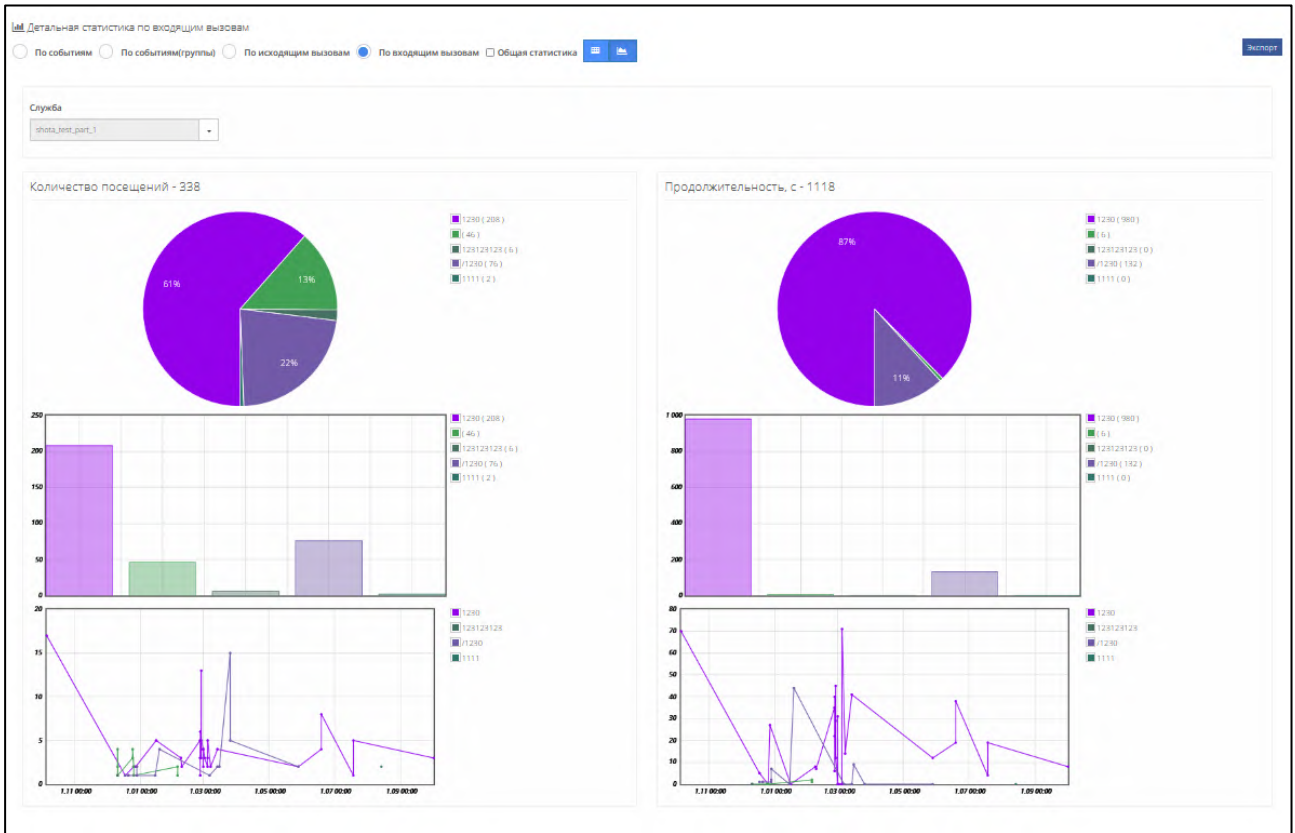 Детальная статистика по входящим вызовам
По событиям По событиям(группы) По исходящим вызовам По входящим вызовам Общая статистика
Экспорт
Служба
shota_test_part_1
Количество посещений - 338
61%
13%
22%
1230 ( 208 )
( 46 )
123123123 ( 6 )
/1230 ( 76 )
1111 ( 2 )
250
200
150
100
50
0
1230 ( 208 )
( 46 )
123123123 ( 6 )
/1230 ( 76 )
1111 ( 2 )
20
15
10
5
0
1.11 00:00 1.01 00:00 1.03 00:00 1.05 00:00 1.07 00:00 1.09 00:00
1230
123123123
/1230
1111
Продолжительность, с - 1118
87%
11%
1230 ( 980 )
( 6 )
123123123 ( 0 )
/1230 ( 132 )
1111 ( 0 )
1 000
800
600
400
200
0
1230 ( 980 )
( 6 )
123123123 ( 0 )
/1230 ( 132 )
1111 ( 0 )
80
70
60
50
40
30
20
10
0
1.11 00:00 1.01 00:00 1.03 00:00 1.05 00:00 1.07 00:00 1.09 00:00
1230
123123123
/1230
1111